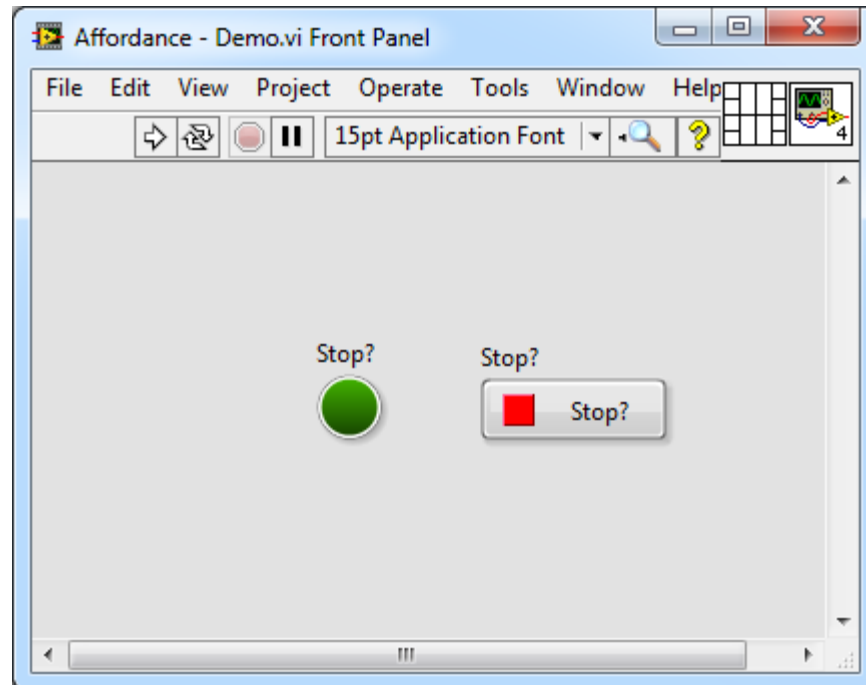 Affordance - Demo.vi Front Panel
File Edit View Project Operate Tools Window Help
15pt Application Font
4
Stop? Stop?
Stop?